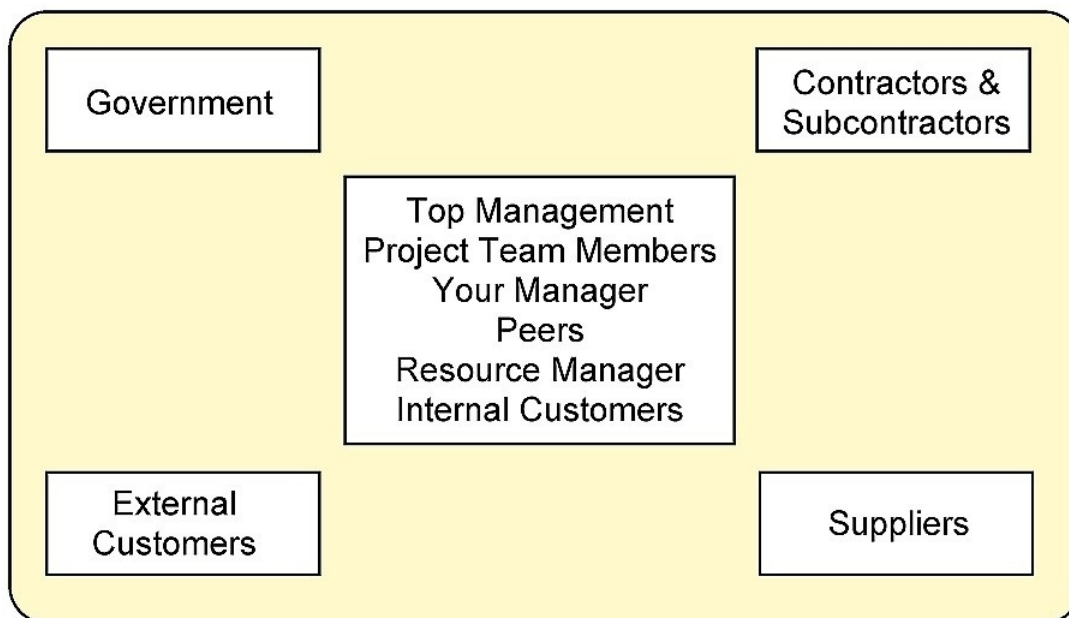 Government
Contractors &
Subcontractors
Top Management
Project Team Members
Your Manager
Peers
Resource Manager
Internal Customers
External
Customers
Suppliers